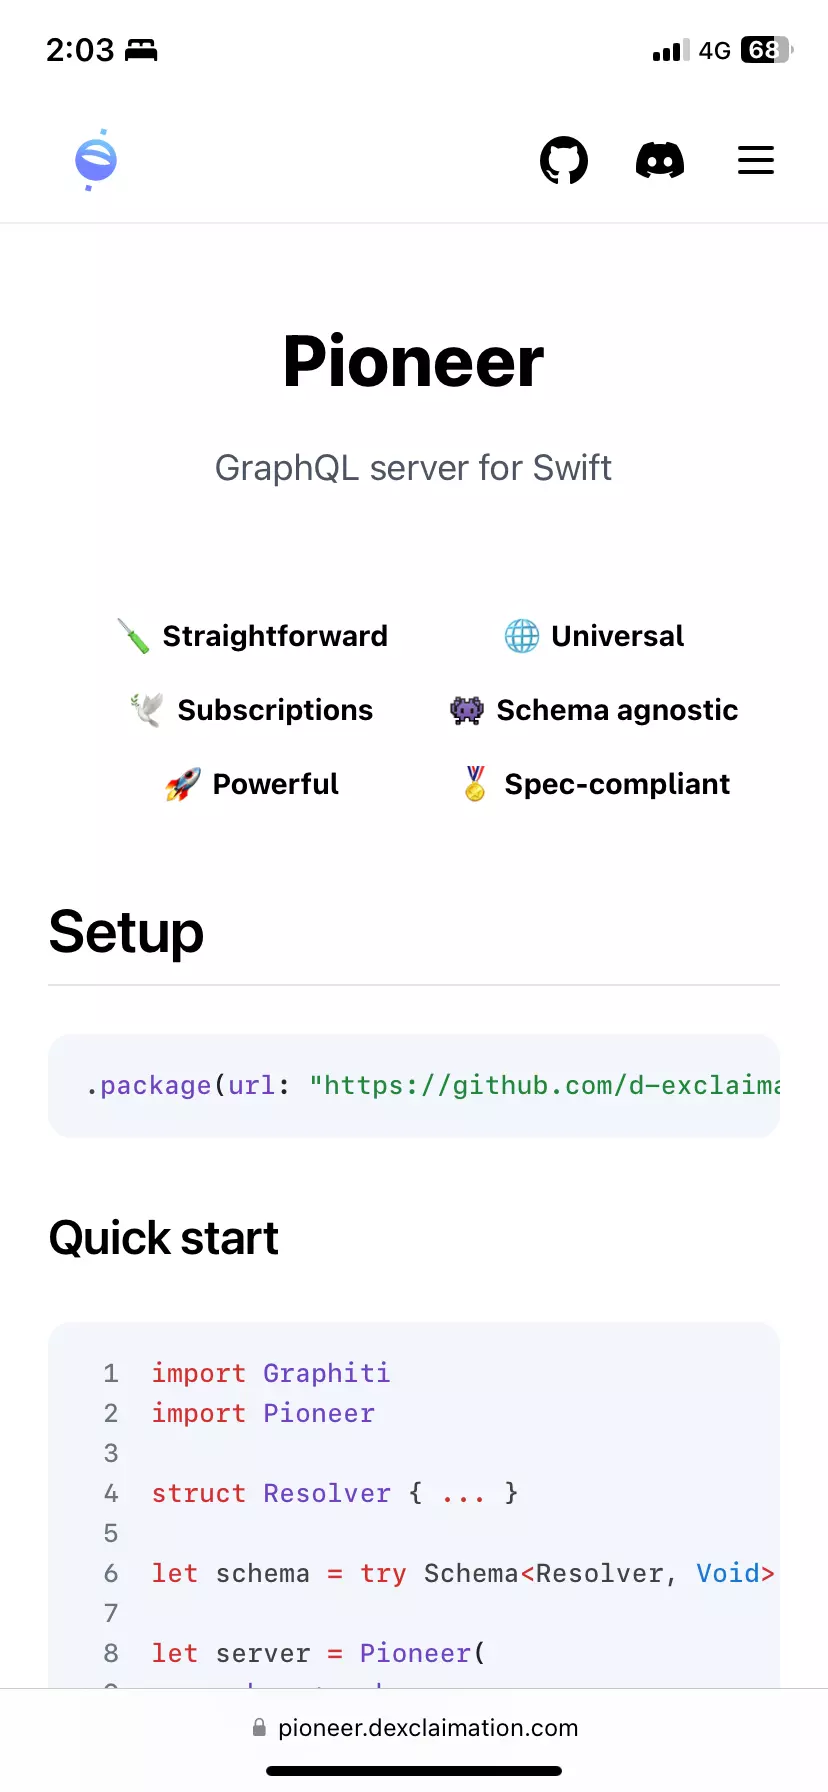 2:03 4G 68
Pioneer
GraphQL server for Swift
Straightforward Universal
Subscriptions Schema agnostic
Powerful Spec-compliant
Setup
.package(url: "https://github.com/d-exclaima
Quick start
1 import Graphiti
2 import Pioneer
3
4 struct Resolver { ... }
5
6 let schema = try Schema<Resolver, Void>
7
8 let server = Pioneer(
pioneer.dexclaimation.com